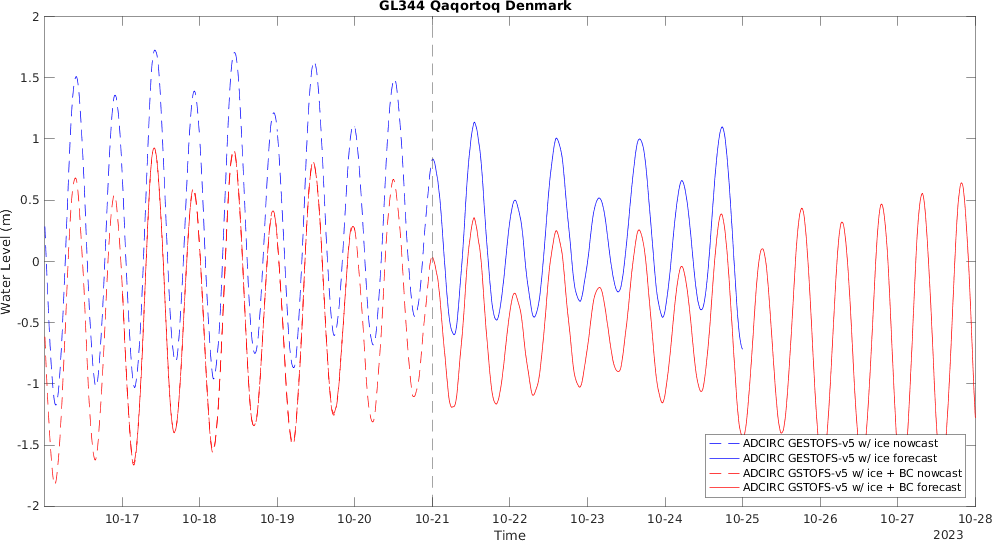 GL344 Qaqortoq Denmark
Water Level (m)
2
1.5
1
0.5
0
-0.5
-1
-1.5
-2
ADCIRC GESTOFS-v5 w/ ice nowcast
ADCIRC GESTOFS-v5 w/ ice forecast
ADCIRC GSTOFS-v5 w/ ice + BC nowcast
ADCIRC GSTOFS-v5 w/ ice + BC forecast
10-17 10-18 10-19 10-20 10-21 10-22 10-23 10-24 10-25 10-26 10-27 10-28
Time
2023